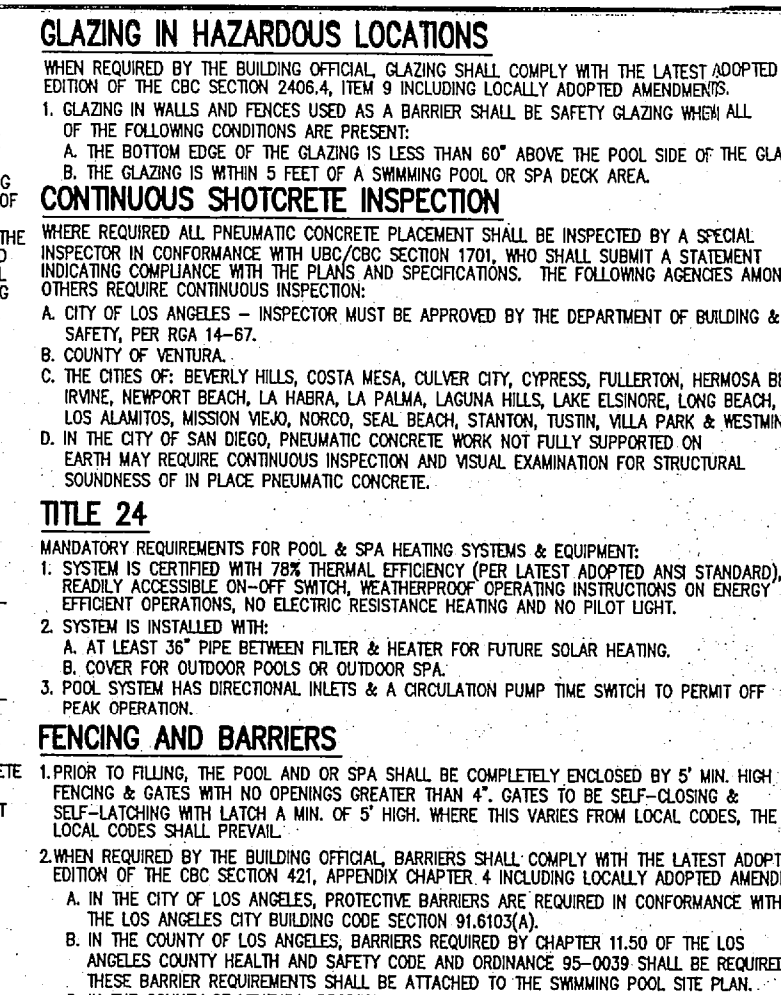 GLAZING IN HAZARDOUS LOCATIONS
WHEN REQUIRED BY THE BUILDING OFFICIAL, GLAZING SHALL COMPLY WITH THE LATEST ADOPTED
EDITION OF THE CBC SECTION 2406.4, ITEM 9 INCLUDING LOCALLY ADOPTED AMENDMENTS.
1. GLAZING IN WALLS AND FENCES USED AS A BARRIER SHALL BE SAFETY GLAZING WHEN ALL
OF THE FOLLOWING CONDITIONS ARE PRESENT:
A. THE BOTTOM EDGE OF THE GLAZING IS LESS THAN 60" ABOVE THE POOL SIDE OF THE GLA
B. THE GLAZING IS WITHIN 5 FEET OF A SWIMMING POOL OR SPA DECK AREA.
G
OF
THE
L
G
CONTINUOUS SHOTCRETE INSPECTION
WHERE REQUIRED ALL PNEUMATIC CONCRETE PLACEMENT SHALL BE INSPECTED BY A SPECIAL
INSPECTOR IN CONFORMANCE WITH UBC/CBC SECTION 1701, WHO SHALL SUBMIT A STATEMENT
INDICATING COMPLIANCE WITH THE PLANS AND SPECIFICATIONS. THE FOLLOWING AGENCIES AMON
OTHERS REQUIRE CONTINUOUS INSPECTION:
A. CITY OF LOS ANGELES – INSPECTOR MUST BE APPROVED BY THE DEPARTMENT OF BUILDING &
SAFETY, PER RGA 14–67.
B. COUNTY OF VENTURA.
C. THE CITIES OF: BEVERLY HILLS, COSTA MESA, CULVER CITY, CYPRESS, FULLERTON, HERMOSA BE
IRVINE, NEWPORT BEACH, LA HABRA, LA PALMA, LAGUNA HILLS, LAKE ELSINORE, LONG BEACH,
LOS ALAMITOS, MISSION VIEJO, NORCO, SEAL BEACH, STANTON, TUSTIN, VILLA PARK & WESTMIN
D. IN THE CITY OF SAN DIEGO, PNEUMATIC CONCRETE WORK NOT FULLY SUPPORTED ON
EARTH MAY REQUIRE CONTINUOUS INSPECTION AND VISUAL EXAMINATION FOR STRUCTURAL
SOUNDNESS OF IN PLACE PNEUMATIC CONCRETE.
TITLE 24
MANDATORY REQUIREMENTS FOR POOL & SPA HEATING SYSTEMS & EQUIPMENT:
1. SYSTEM IS CERTIFIED WITH 78% THERMAL EFFICIENCY (PER LATEST ADOPTED ANSI STANDARD),
READILY ACCESSIBLE ON–OFF SWITCH, WEATHERPROOF OPERATING INSTRUCTIONS ON ENERGY
EFFICIENT OPERATIONS, NO ELECTRIC RESISTANCE HEATING AND NO PILOT LIGHT.
2. SYSTEM IS INSTALLED WITH:
A. AT LEAST 36" PIPE BETWEEN FILTER & HEATER FOR FUTURE SOLAR HEATING.
B. COVER FOR OUTDOOR POOLS OR OUTDOOR SPA.
3. POOL SYSTEM HAS DIRECTIONAL INLETS & A CIRCULATION PUMP TIME SWITCH TO PERMIT OFF
PEAK OPERATION.
FENCING AND BARRIERS
ETE
T
1. PRIOR TO FILLING, THE POOL AND OR SPA SHALL BE COMPLETELY ENCLOSED BY 5' MIN. HIGH
FENCING & GATES WITH NO OPENINGS GREATER THAN 4". GATES TO BE SELF–CLOSING &
SELF–LATCHING WITH LATCH A MIN. OF 5' HIGH. WHERE THIS VARIES FROM LOCAL CODES, THE
LOCAL CODES SHALL PREVAIL.
2. WHEN REQUIRED BY THE BUILDING OFFICIAL, BARRIERS SHALL COMPLY WITH THE LATEST ADOPT
EDITION OF THE CBC SECTION 421, APPENDIX CHAPTER 4 INCLUDING LOCALLY ADOPTED AMENDI
A. IN THE CITY OF LOS ANGELES, PROTECTIVE BARRIERS ARE REQUIRED IN CONFORMANCE WITH
THE LOS ANGELES CITY BUILDING CODE SECTION 91.6103(A).
B. IN THE COUNTY OF LOS ANGELES, BARRIERS REQUIRED BY CHAPTER 11.50 OF THE LOS
ANGELES COUNTY HEALTH AND SAFETY CODE AND ORDINANCE 95–0039 SHALL BE REQUIRED
THESE BARRIER REQUIREMENTS SHALL BE ATTACHED TO THE SWIMMING POOL SITE PLAN.